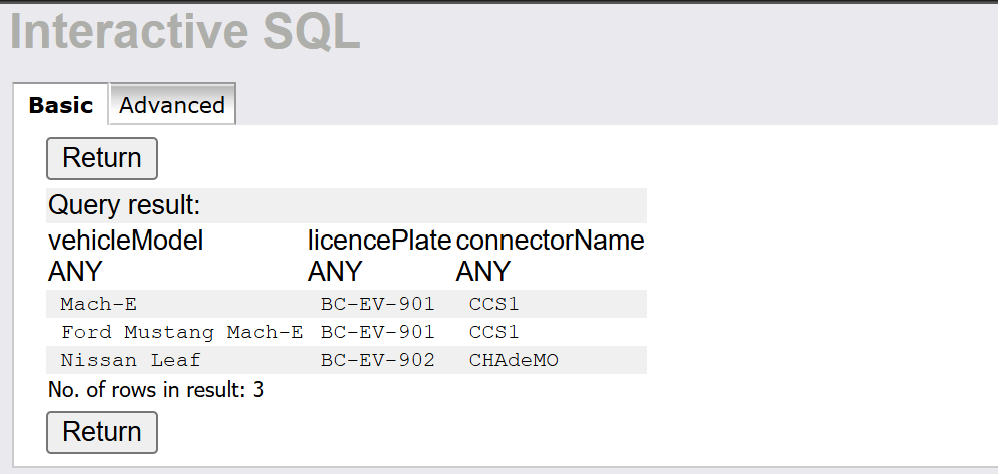 Interactive SQL
Basic Advanced
Return
Query result:
vehicleModel licencePlate connectorName
ANY ANY ANY
Mach-E BC-EV-901 CCS1
Ford Mustang Mach-E BC-EV-901 CCS1
Nissan Leaf BC-EV-902 CHAdeMO
No. of rows in result: 3
Return